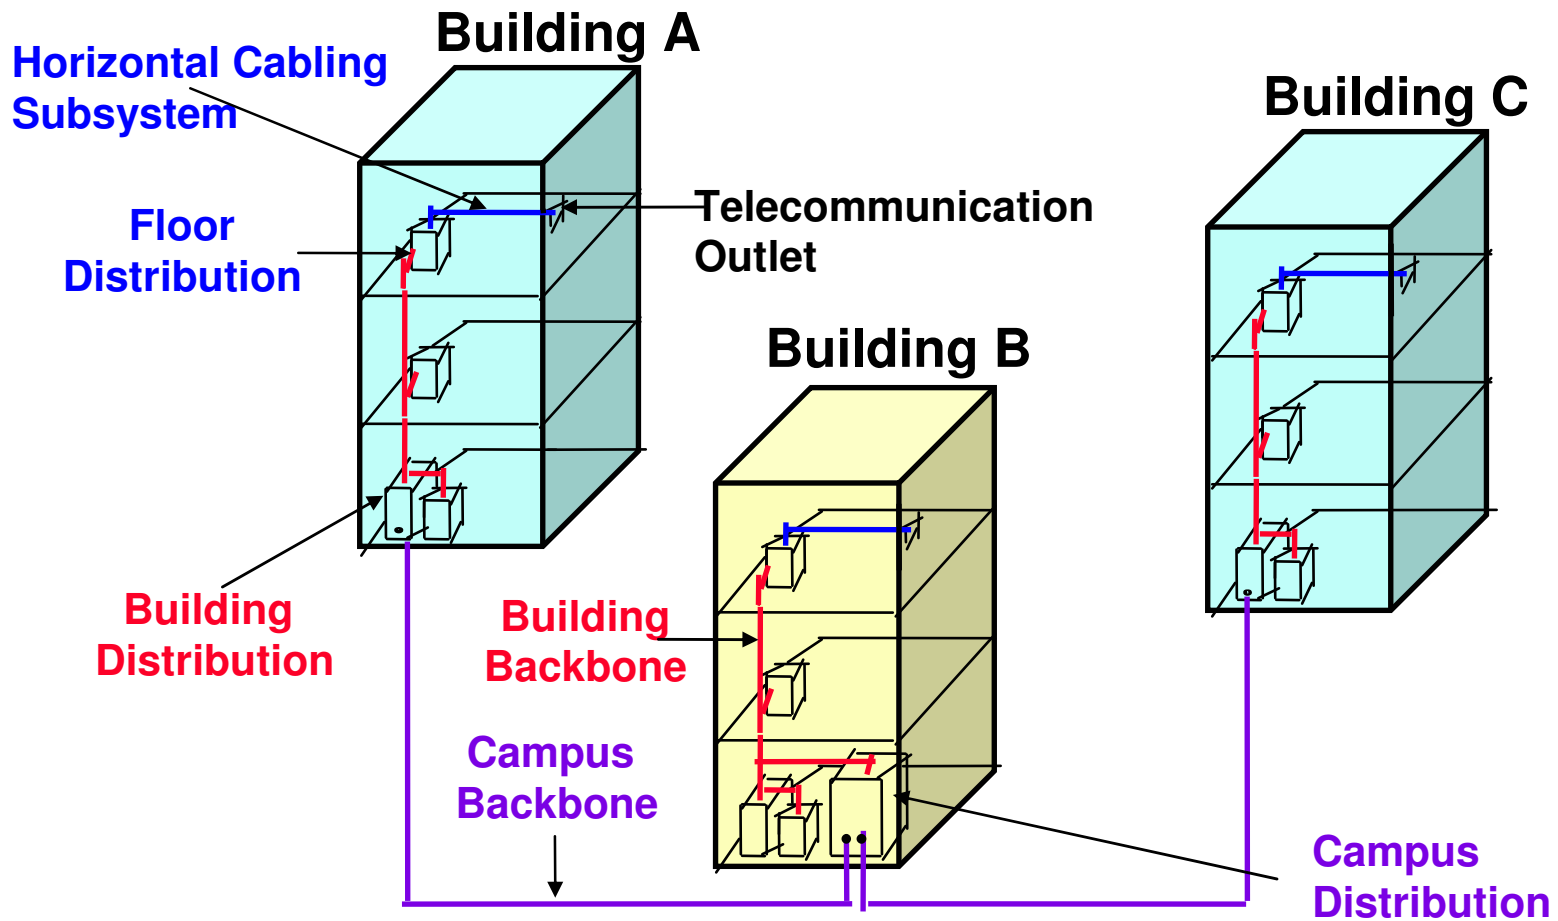 Building A
Horizontal Cabling
Subsystem
Building C
Telecommunication
Outlet
Floor
Distribution
Building B
Building
Distribution
Building
Backbone
Campus
Backbone
Campus
Distribution